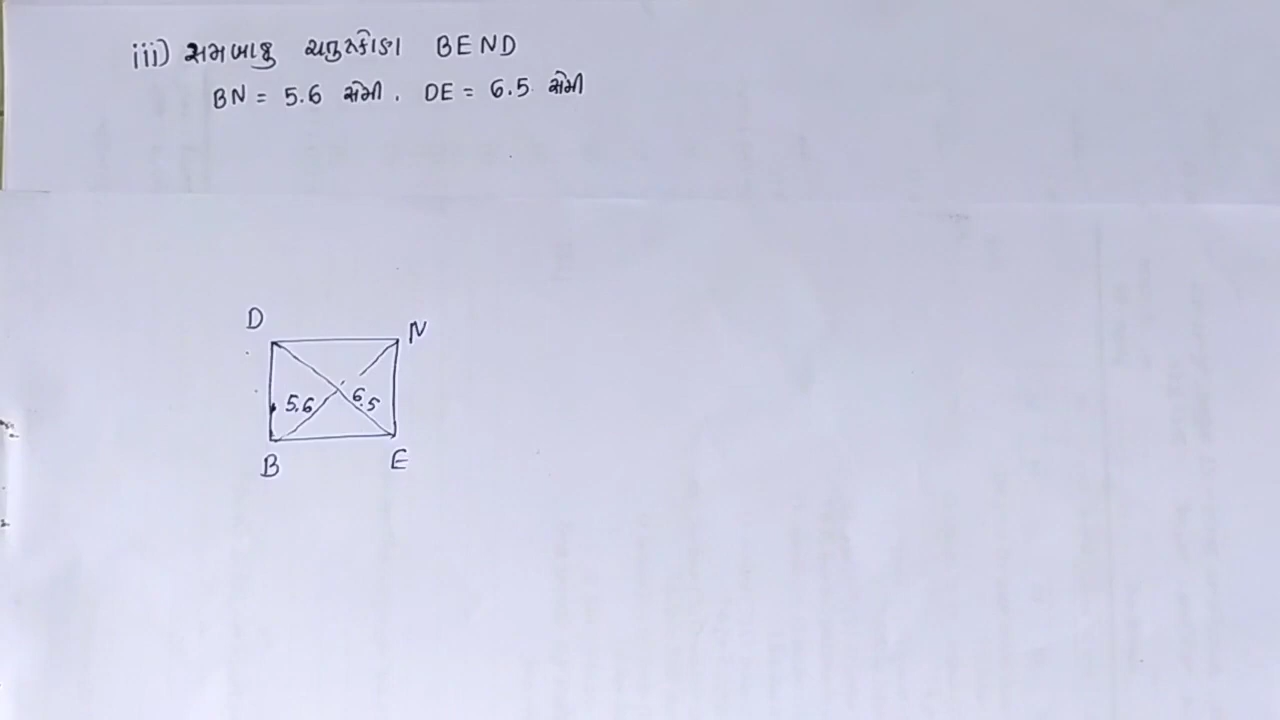 iii) સમબાજુ ચતુષ્કોણ BEND
BN = 5.6 સેમી. DE = 6.5 સેમી
D
N
5.6
6.5
B
E